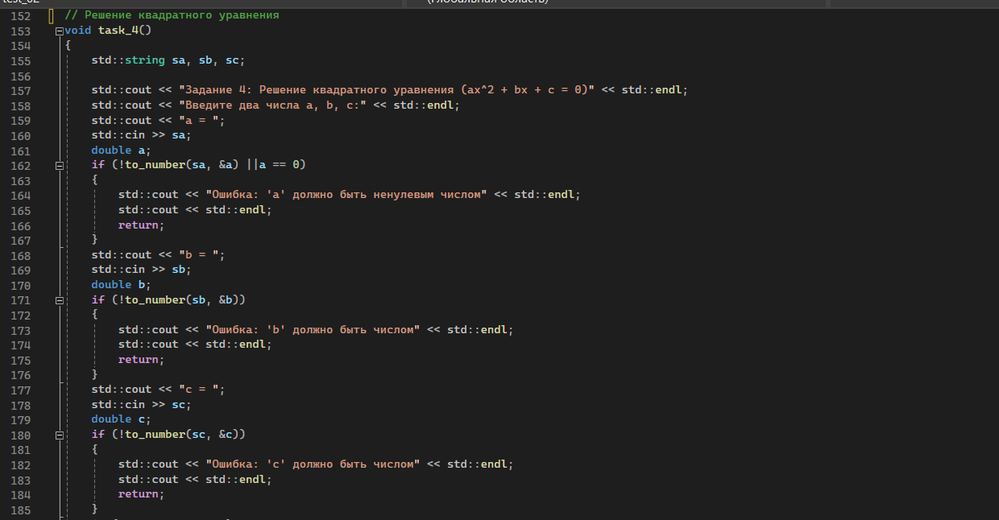 152 // Решение квадратного уравнения
153 void task_4()
154 {
155 std::string sa, sb, sc;
156
157 std::cout << "Задание 4: Решение квадратного уравнения (ax^2 + bx + c = 0)" << std::endl;
158 std::cout << "Введите два числа a, b, c:" << std::endl;
159 std::cout << "a = ";
160 std::cin >> sa;
161 double a;
162 if (!to_number(sa, &a) ||a == 0)
163 {
164 std::cout << "Ошибка: 'a' должно быть ненулевым числом" << std::endl;
165 std::cout << std::endl;
166 return;
167 }
168 std::cout << "b = ";
169 std::cin >> sb;
170 double b;
171 if (!to_number(sb, &b))
172 {
173 std::cout << "Ошибка: 'b' должно быть числом" << std::endl;
174 std::cout << std::endl;
175 return;
176 }
177 std::cout << "c = ";
178 std::cin >> sc;
179 double c;
180 if (!to_number(sc, &c))
181 {
182 std::cout << "Ошибка: 'c' должно быть числом" << std::endl;
183 std::cout << std::endl;
184 return;
185 }